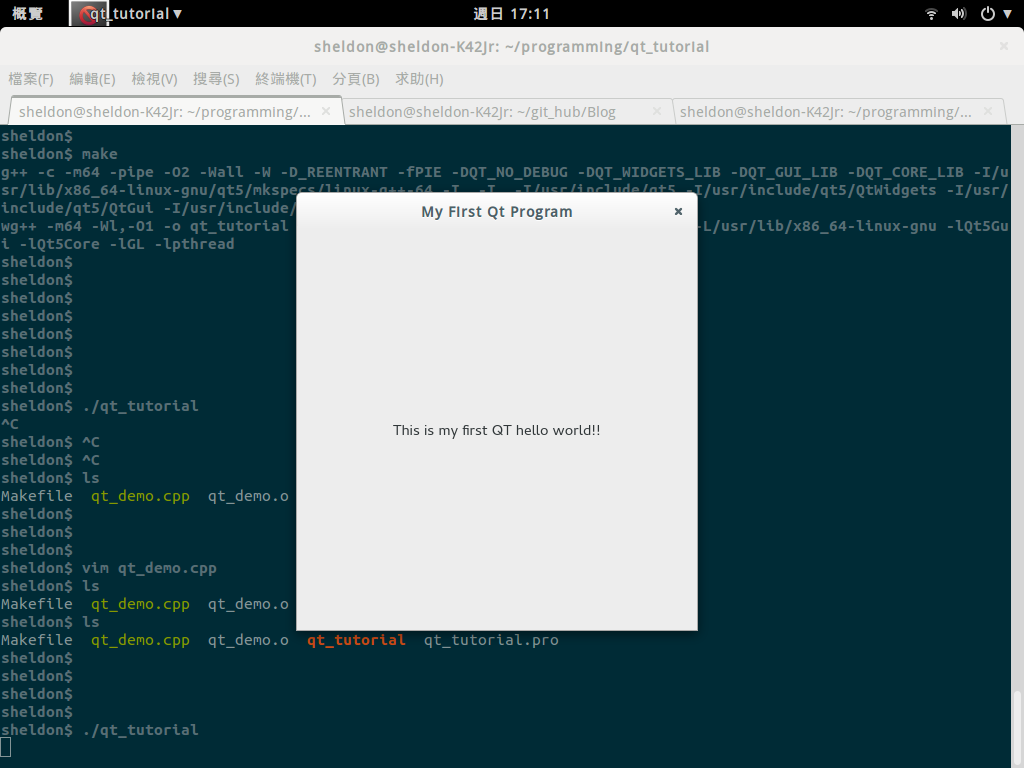 概覽 qt_tutorial ▾ 週日 17:11
sheldon@sheldon-K42Jr: ~/programming/qt_tutorial
檔案(F) 編輯(E) 檢視(V) 搜尋(S) 終端機(T) 分頁(B) 求助(H)
sheldon@sheldon-K42Jr: ~/programming/... sheldon@sheldon-K42Jr: ~/git_hub/Blog sheldon@sheldon-K42Jr: ~/programming/...
sheldon$
sheldon$ make
g++ -c -m64 -pipe -O2 -Wall -W -D_REENTRANT -fPIE -DQT_NO_DEBUG -DQT_WIDGETS_LIB -DQT_GUI_LIB -DQT_CORE_LIB -I/u
sr/lib/x86_64-linux-gnu/qt5/mkspecs/linux-g++-64 -I. -I. -I/usr/include/qt5 -I/usr/include/qt5/QtWidgets -I/usr/
include/qt5/QtGui -I/usr/include/
wg++ -m64 -Wl,-O1 -o qt_tutorial -L/usr/lib/x86_64-linux-gnu -lQt5Gu
i -lQt5Core -lGL -lpthread
sheldon$
sheldon$
sheldon$
sheldon$
sheldon$
sheldon$
sheldon$
sheldon$
sheldon$ ./qt_tutorial
^C
sheldon$ ^C
sheldon$ ^C
sheldon$ ls
Makefile qt_demo.cpp qt_demo.o
sheldon$
sheldon$
sheldon$
sheldon$ vim qt_demo.cpp
sheldon$ ls
Makefile qt_demo.cpp qt_demo.o
sheldon$ ls
Makefile qt_demo.cpp qt_demo.o qt_tutorial qt_tutorial.pro
sheldon$
sheldon$
sheldon$
sheldon$
sheldon$ ./qt_tutorial
My First Qt Program
This is my first QT hello world!!